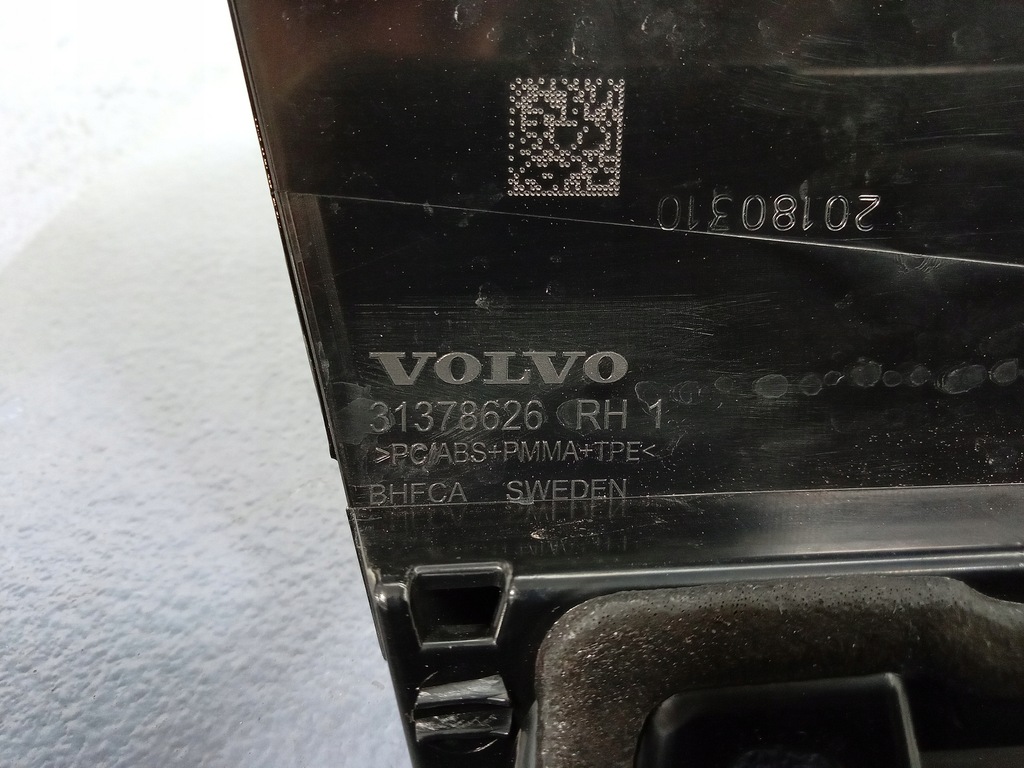 20180310
VOLVO
31378626 RH 1
>PC/ABS+PMMA+TPE<
BHFCA SWEDEN